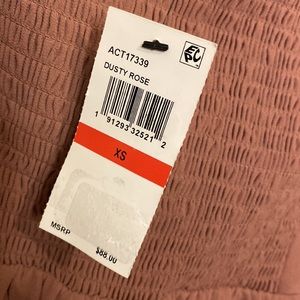 ACT17339
DUSTY ROSE
1 91293 32521 2
XS
MSRP
$88.00